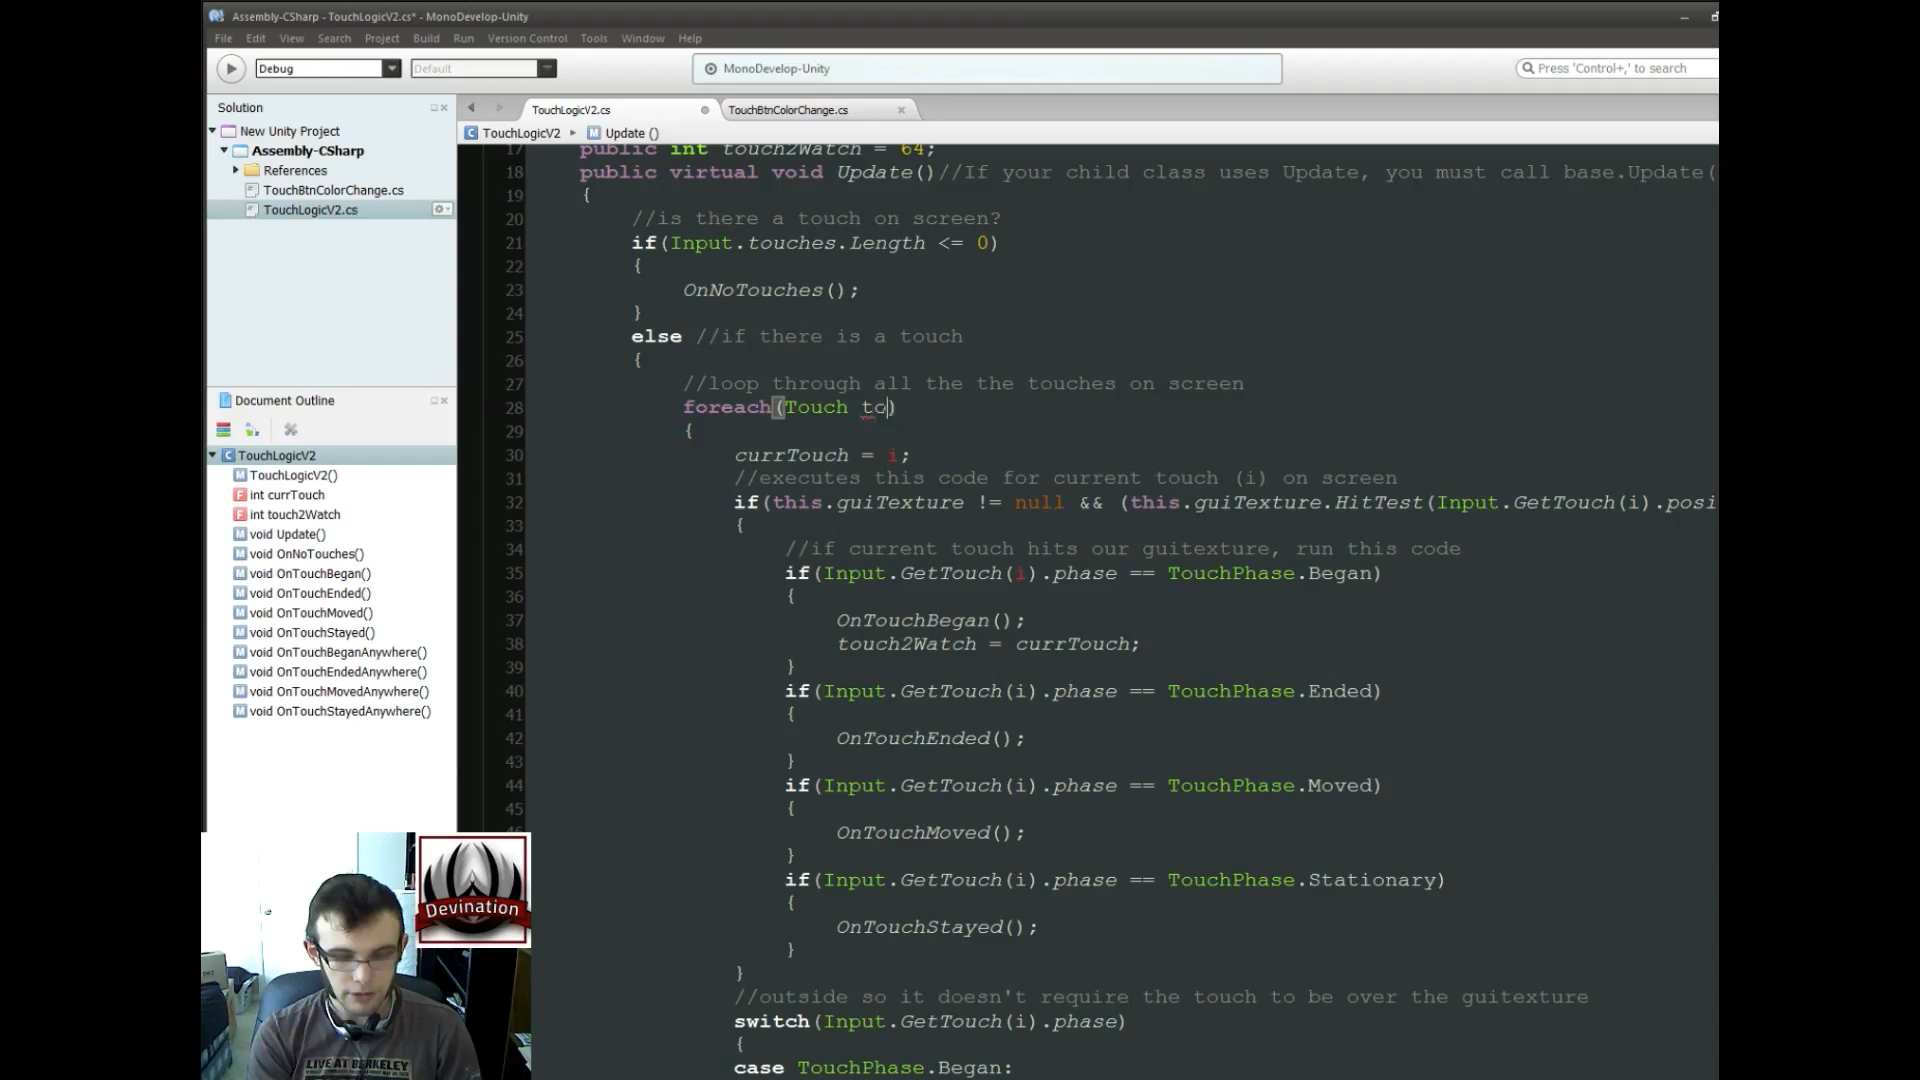 Assembly-CSharp - TouchLogicV2.cs* - MonoDevelop-Unity
File Edit View Search Project Build Run Version Control Tools Window Help
Debug Default MonoDevelop-Unity Press 'Control+,' to search
Solution
New Unity Project
Assembly-CSharp
References
TouchBtnColorChange.cs
TouchLogicV2.cs
Document Outline
TouchLogicV2
TouchLogicV2()
int currTouch
int touch2Watch
void Update()
void OnNoTouches()
void OnTouchBegan()
void OnTouchEnded()
void OnTouchMoved()
void OnTouchStayed()
void OnTouchBeganAnywhere()
void OnTouchEndedAnywhere()
void OnTouchMovedAnywhere()
void OnTouchStayedAnywhere()
TouchLogicV2.cs TouchBtnColorChange.cs
TouchLogicV2 Update ()
17 public int touch2Watch = 64;
18 public virtual void Update()//If your child class uses Update, you must call base.Update(
19 {
20 //is there a touch on screen?
21 if(Input.touches.Length <= 0)
22 {
23 OnNoTouches();
24 }
25 else //if there is a touch
26 {
27 //loop through all the the touches on screen
28 foreach(Touch to)
29 {
30 currTouch = i;
31 //executes this code for current touch (i) on screen
32 if(this.guiTexture != null && (this.guiTexture.HitTest(Input.GetTouch(i).posi
33 {
34 //if current touch hits our guitexture, run this code
35 if(Input.GetTouch(i).phase == TouchPhase.Began)
36 {
37 OnTouchBegan();
38 touch2Watch = currTouch;
39 }
40 if(Input.GetTouch(i).phase == TouchPhase.Ended)
41 {
42 OnTouchEnded();
43 }
44 if(Input.GetTouch(i).phase == TouchPhase.Moved)
45 {
OnTouchMoved();
}
if(Input.GetTouch(i).phase == TouchPhase.Stationary)
{
OnTouchStayed();
}
}
//outside so it doesn't require the touch to be over the guitexture
switch(Input.GetTouch(i).phase)
{
case TouchPhase.Began:
Devination
LIVE AT BERKELEY